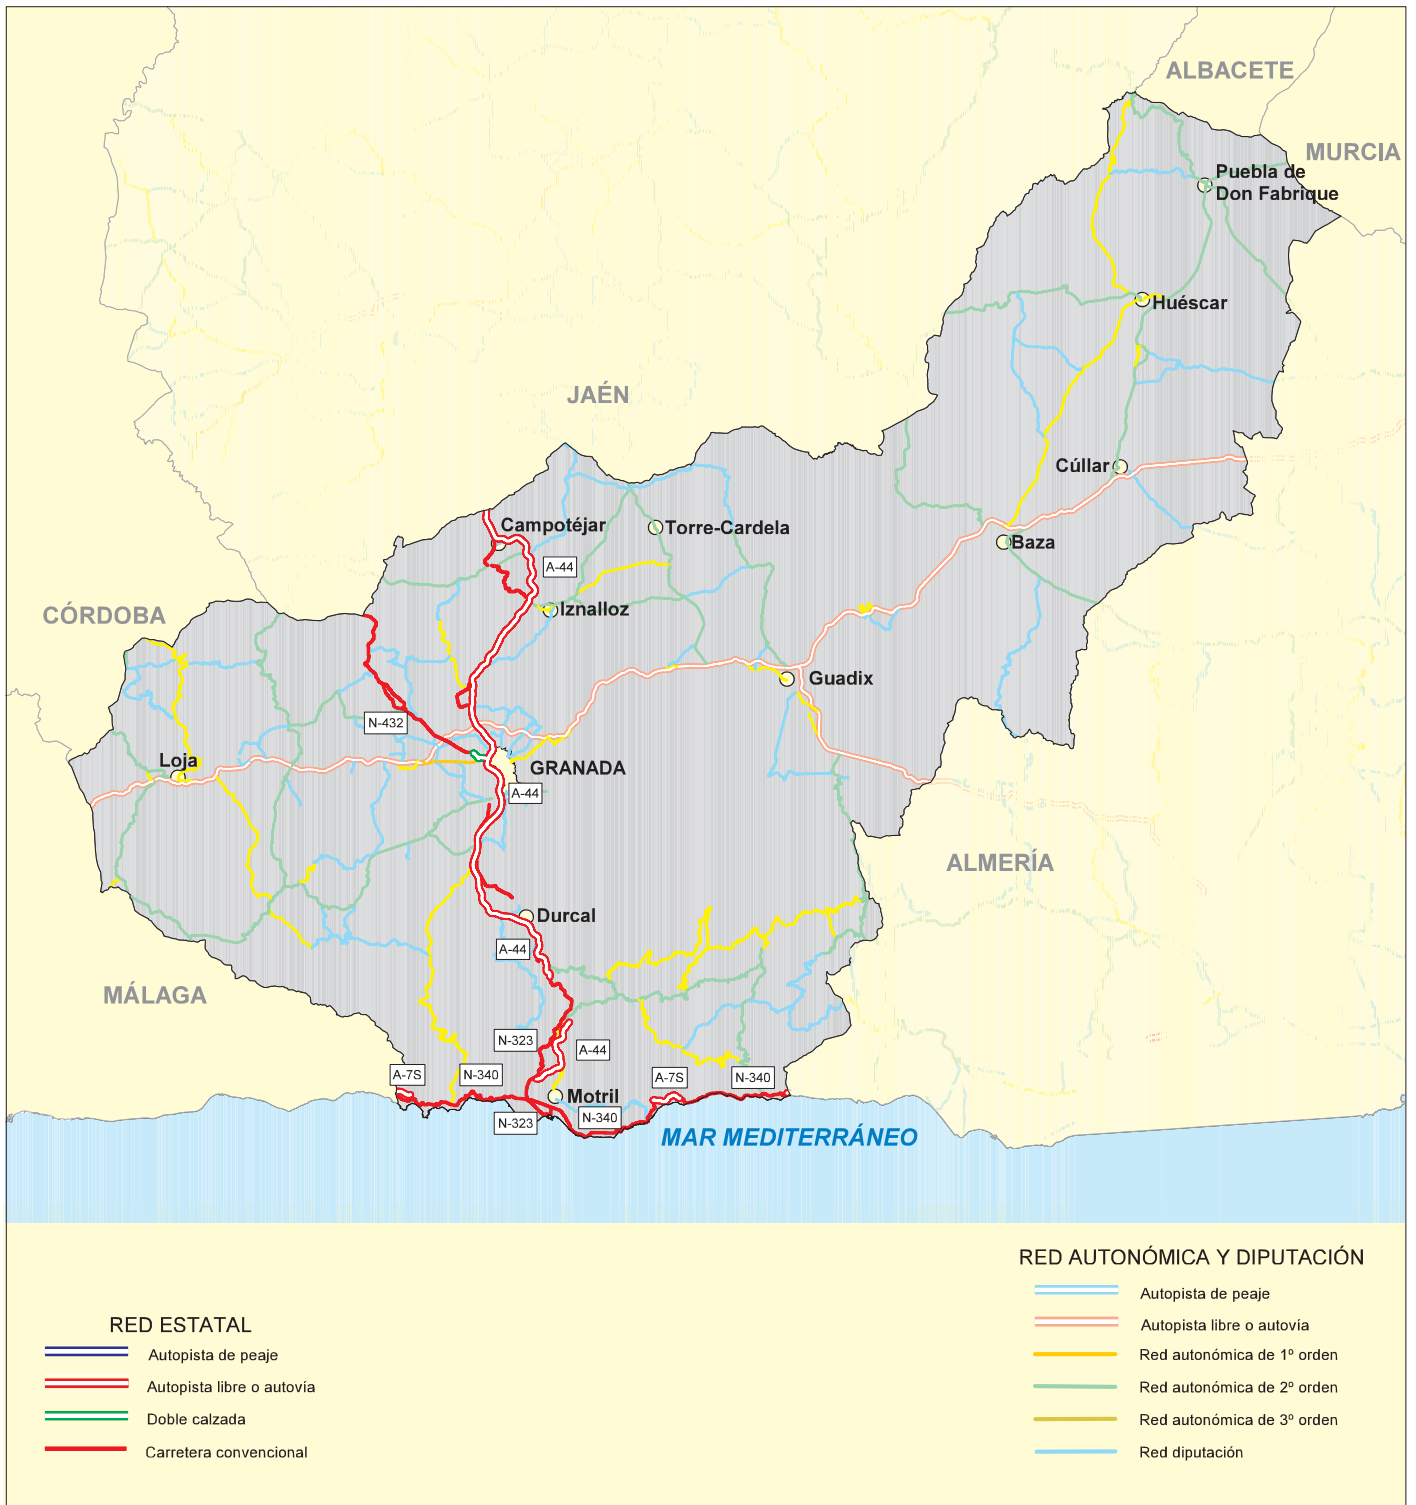 ALBACETE
MURCIA
Puebla de
Don Fabrique
Huéscar
JAÉN
Cúllar
Campotéjar
Torre-Cardela
Baza
A-44
CÓRDOBA
Iznalloz
Guadix
N-432
Loja
GRANADA
A-44
ALMERÍA
Durcal
A-44
MÁLAGA
N-323
A-44
A-7S
N-340
A-7S
N-340
Motril
N-323
N-340
MAR MEDITERRÁNEO
RED ESTATAL
Autopista de peaje
Autopista libre o autovía
Doble calzada
Carretera convencional
RED AUTONÓMICA Y DIPUTACIÓN
Autopista de peaje
Autopista libre o autovía
Red autonómica de 1º orden
Red autonómica de 2º orden
Red autonómica de 3º orden
Red diputación